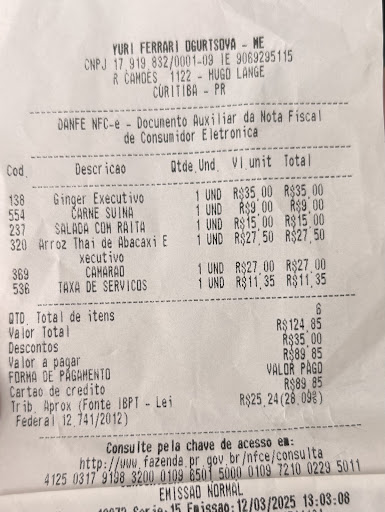 YURI FERRARI OGURTSOVA - ME
CNPJ 17.919.832/0001-09 IE 9069295115
R CAMOES 1122 - HUGO LANGE
CURITIBA - PR
DANFE NFC-e - Documento Auxiliar da Nota Fiscal
de Consumidor Eletronica
Cod. Descricao Qtde Und. Vl unit Total
138 Ginger Executivo 1 UND R$35,00 R$35,00
554 CARNE SUINA 1 UND R$9,00 R$9,00
237 SALADA COM RAITA 1 UND R$15,00 R$15,00
320 Arroz Thai de Abacaxi E 1 UND R$27,50 R$27,50
xecutivo
369 CAMARAO 1 UND R$27,00 R$27,00
536 TAXA DE SERVICOS 1 UND R$11,35 R$11,35
QTD. Total de itens 6
Valor Total R$124,85
Descontos R$35,00
Valor a pagar R$89,85
FORMA DE PAGAMENTO VALOR PAGO
Cartao de credito R$89,85
Trib. Aprox (Fonte IBPT - Lei R$25,24(28,09%)
Federal 12.741/2012)
Consulte pela chave de acesso em:
http://www.fazenda.pr.gov.br/nfce/consulta
4125 0317 9198 3200 0109 6501 5000 0109 7210 0229 5011
EMISSAO NORMAL
Serie:15 Emissao:12/03/2025 13:03:08